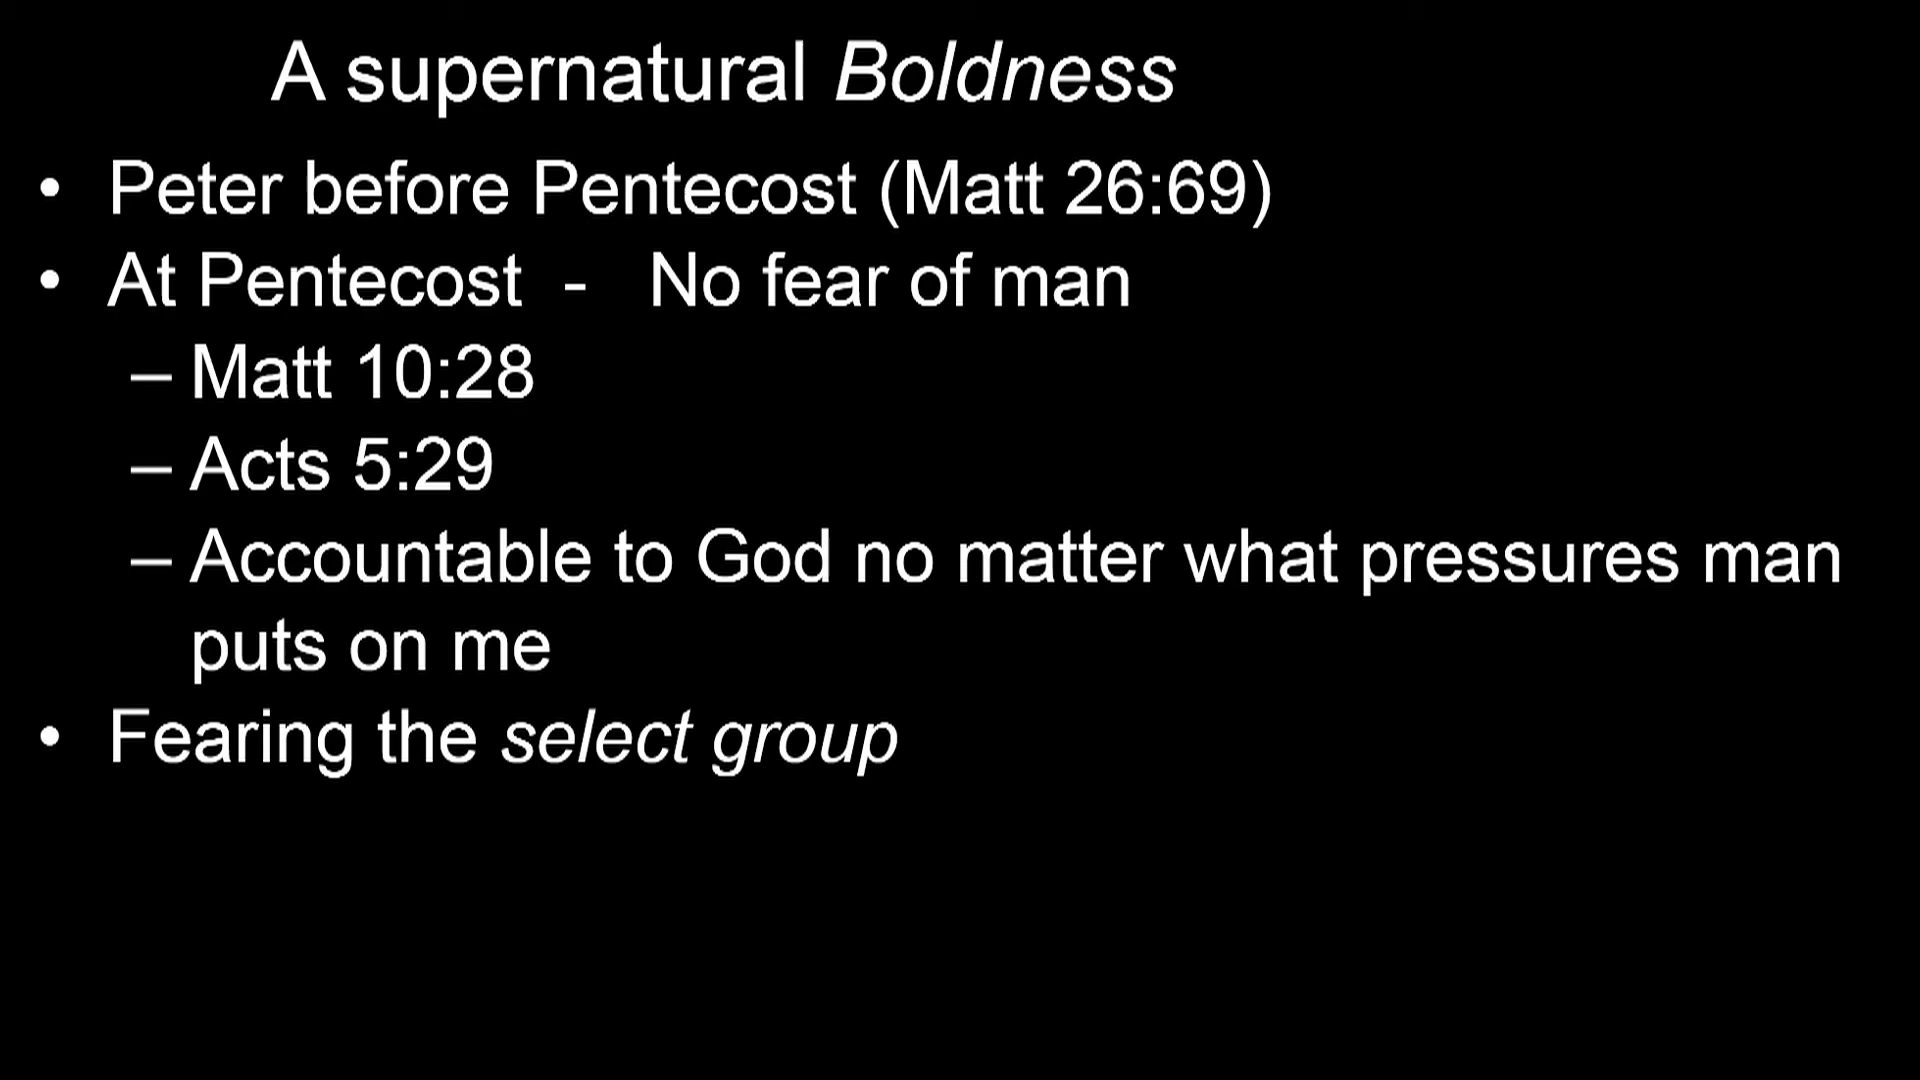 A supernatural Boldness
• Peter before Pentecost (Matt 26:69)
• At Pentecost - No fear of man
– Matt 10:28
– Acts 5:29
– Accountable to God no matter what pressures man
puts on me
• Fearing the select group